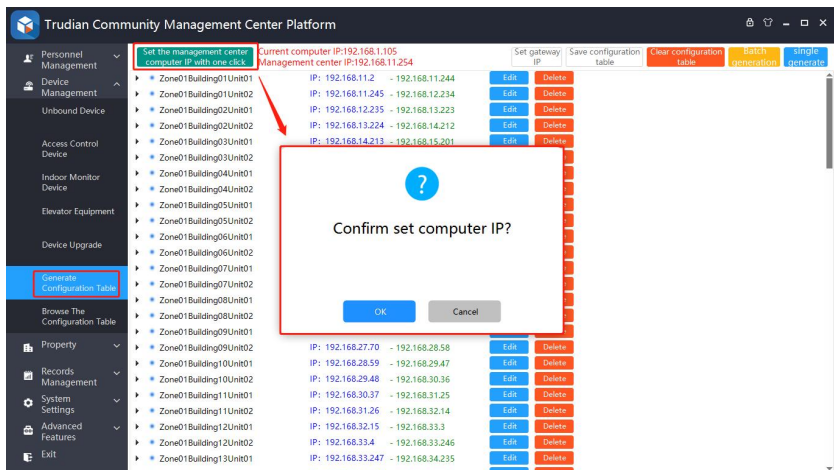 Trudian Community Management Center Platform
Personnel
Management
Device
Management
Unbound Device
Access Control
Device
Indoor Monitor
Device
Elevator Equipment
Device Upgrade
Generate
Configuration Table
Browse The
Configuration Table
Property
Records
Management
System
Settings
Advanced
Features
Exit
Set the management center
computer IP with one click
Current computer IP:192.168.1.105
Management center IP:192.168.11.254
Set gateway
IP
Save configuration
table
Clear configuration
table
Batch
generation
single
generate
Zone01Building01Unit01 IP: 192.168.11.2 - 192.168.11.244 Edit Delete
Zone01Building01Unit02 IP: 192.168.11.245 - 192.168.12.234 Edit Delete
Zone01Building02Unit01 IP: 192.168.12.235 - 192.168.13.223 Edit Delete
Zone01Building02Unit02 IP: 192.168.13.224 - 192.168.14.212 Edit Delete
Zone01Building03Unit01 IP: 192.168.14.213 - 192.168.15.201 Edit Delete
Zone01Building03Unit02
Zone01Building04Unit01
Zone01Building04Unit02
Zone01Building05Unit01
Zone01Building05Unit02
Zone01Building06Unit01
Zone01Building06Unit02
Zone01Building07Unit01
Zone01Building07Unit02
Zone01Building08Unit01
Zone01Building08Unit02
Zone01Building09Unit01
Zone01Building09Unit02 IP: 192.168.27.70 - 192.168.28.58 Edit Delete
Zone01Building10Unit01 IP: 192.168.28.59 - 192.168.29.47 Edit Delete
Zone01Building10Unit02 IP: 192.168.29.48 - 192.168.30.36 Edit Delete
Zone01Building11Unit01 IP: 192.168.30.37 - 192.168.31.25 Edit Delete
Zone01Building11Unit02 IP: 192.168.31.26 - 192.168.32.14 Edit Delete
Zone01Building12Unit01 IP: 192.168.32.15 - 192.168.33.3 Edit Delete
Zone01Building12Unit02 IP: 192.168.33.4 - 192.168.33.246 Edit Delete
Zone01Building13Unit01 IP: 192.168.33.247 - 192.168.34.235 Edit Delete
?
Confirm set computer IP?
OK
Cancel